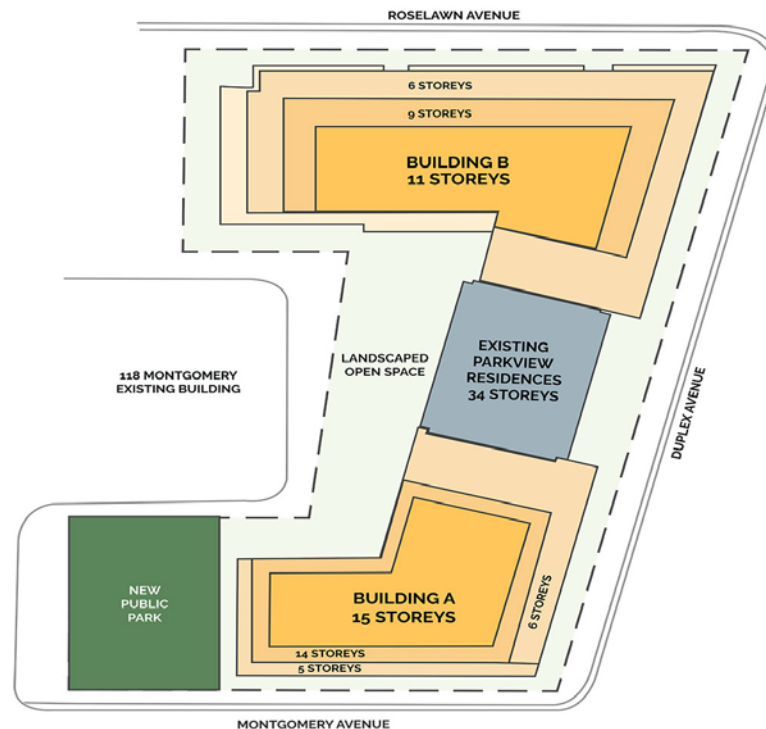 ROSELAWN AVENUE
6 STOREYS
9 STOREYS
BUILDING B
11 STOREYS
EXISTING
PARKVIEW
RESIDENCES
34 STOREYS
LANDSCAPED
OPEN SPACE
118 MONTGOMERY
EXISTING BUILDING
DUPLEX AVENUE
NEW
PUBLIC
PARK
BUILDING A
15 STOREYS
6 STOREYS
14 STOREYS
5 STOREYS
MONTGOMERY AVENUE